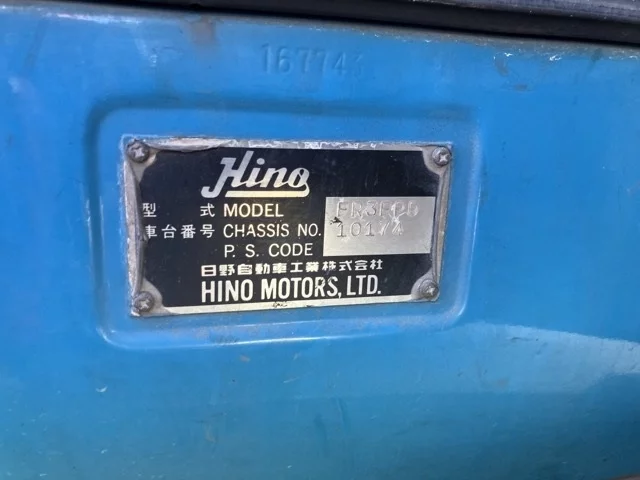 Hino
型 式 MODEL
車台番号 CHASSIS NO. 10174
P. S. CODE
日野自動車工業株式会社
HINO MOTORS, LTD.